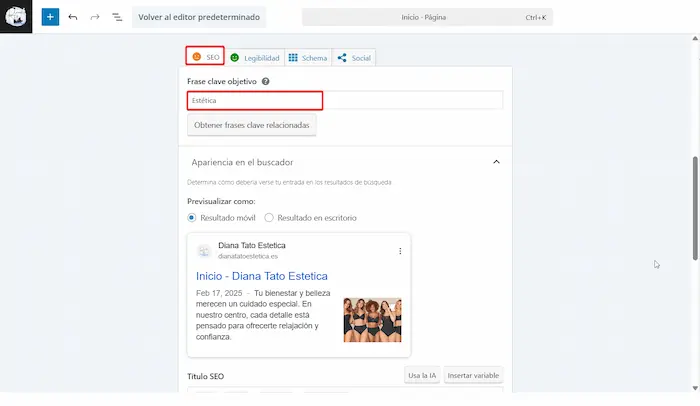 Volver al editor predeterminado
Inicio · Página
Ctrl+K
SEO
Legibilidad
Schema
Social
Frase clave objetivo
Estética
Obtener frases clave relacionadas
Apariencia en el buscador
Determina cómo debería verse tu entrada en los resultados de búsqueda
Previsualizar como:
Resultado móvil
Resultado en escritorio
Diana Tato Estetica
dianatatoestetica.es
Inicio - Diana Tato Estetica
Feb 17, 2025 - Tu bienestar y belleza
merecen un cuidado especial. En
nuestro centro, cada detalle está
pensado para ofrecerte relajación y
confianza.
Título SEO
Usa la IA
Insertar variable